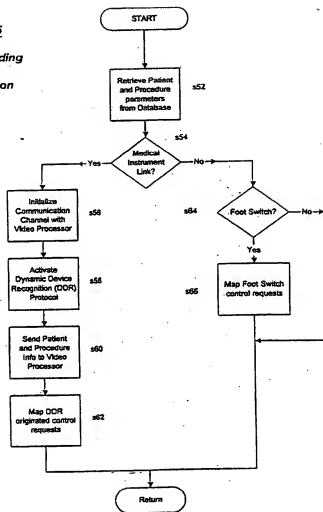 START
ding
on
Retrieve Patient
and Procedure
parameters
from Database
s52
s54
Medical
Instrument
Link?
Yes
No
Initialize
Communication
Channel with
Video Processor
s56
s64
Foot Switch?
No
Yes
Activate
Dynamic Device
Recognition (DDR)
Protocol
s58
Map Foot Switch
control requests
s66
Send Patient
and Procedure
Info to Video
Processor
s60
Map DDR
originated control
requests
s62
Return